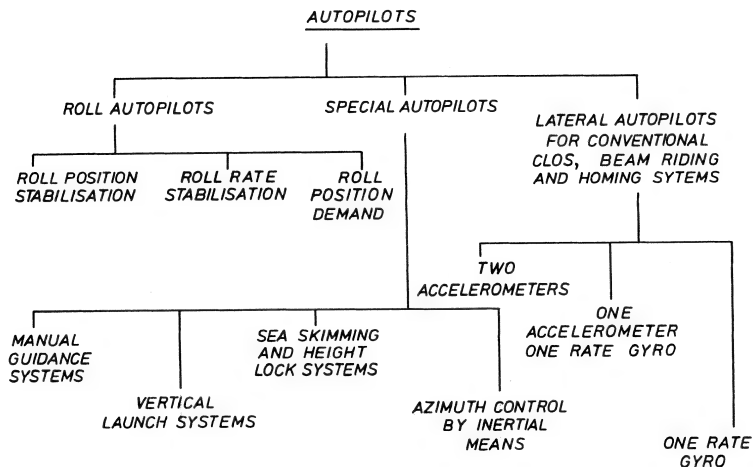 AUTOPILOTS
ROLL AUTOPILOTS
SPECIAL AUTOPILOTS
LATERAL AUTOPILOTS
FOR CONVENTIONAL
CLOS, BEAM RIDING
AND HOMING SYTEMS
ROLL POSITION
STABILISATION
ROLL RATE
STABILISATION
ROLL
POSITION
DEMAND
TWO
ACCELEROMETERS
ONE
ACCELEROMETER
ONE RATE GYRO
ONE RATE
GYRO
MANUAL
GUIDANCE
SYSTEMS
VERTICAL
LAUNCH SYSTEMS
SEA SKIMMING
AND HEIGHT
LOCK SYSTEMS
AZIMUTH CONTROL
BY INERTIAL
MEANS